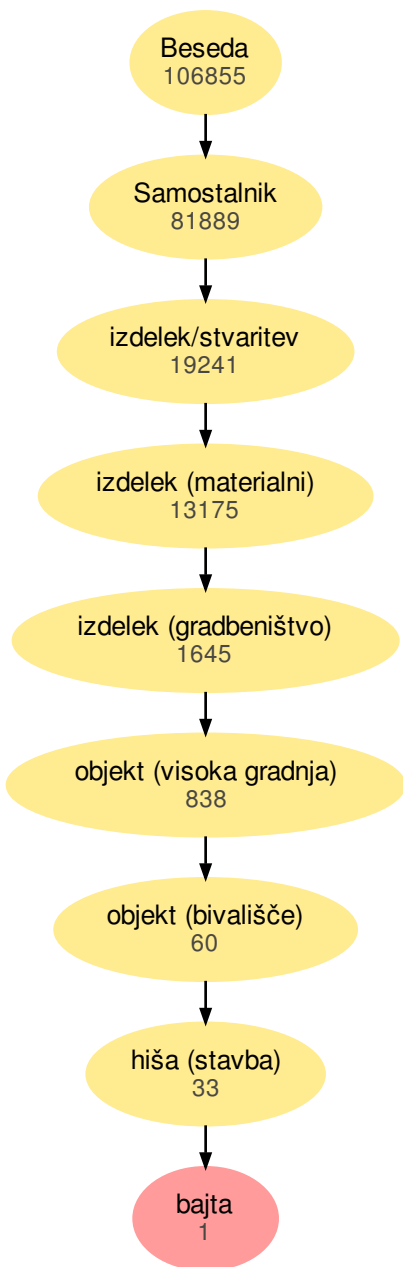 Beseda
106855
Samostalnik
81889
izdelek/stvaritev
19241
izdelek (materialni)
13175
izdelek (gradbeništvo)
1645
objekt (visoka gradnja)
838
objekt (bivališče)
60
hiša (stavba)
33
bajta
1